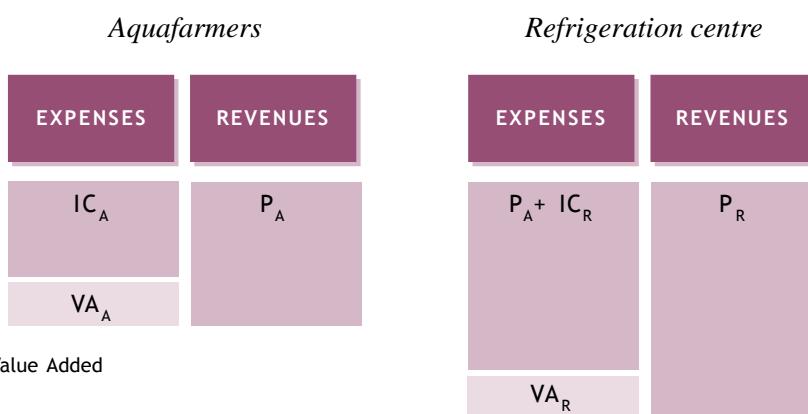 Aquafarmers
Refrigeration centre
EXPENSES
REVENUES
EXPENSES
REVENUES
IC_A
P_A
P_A+ IC_R
P_R
VA_A
alue Added
VA_R